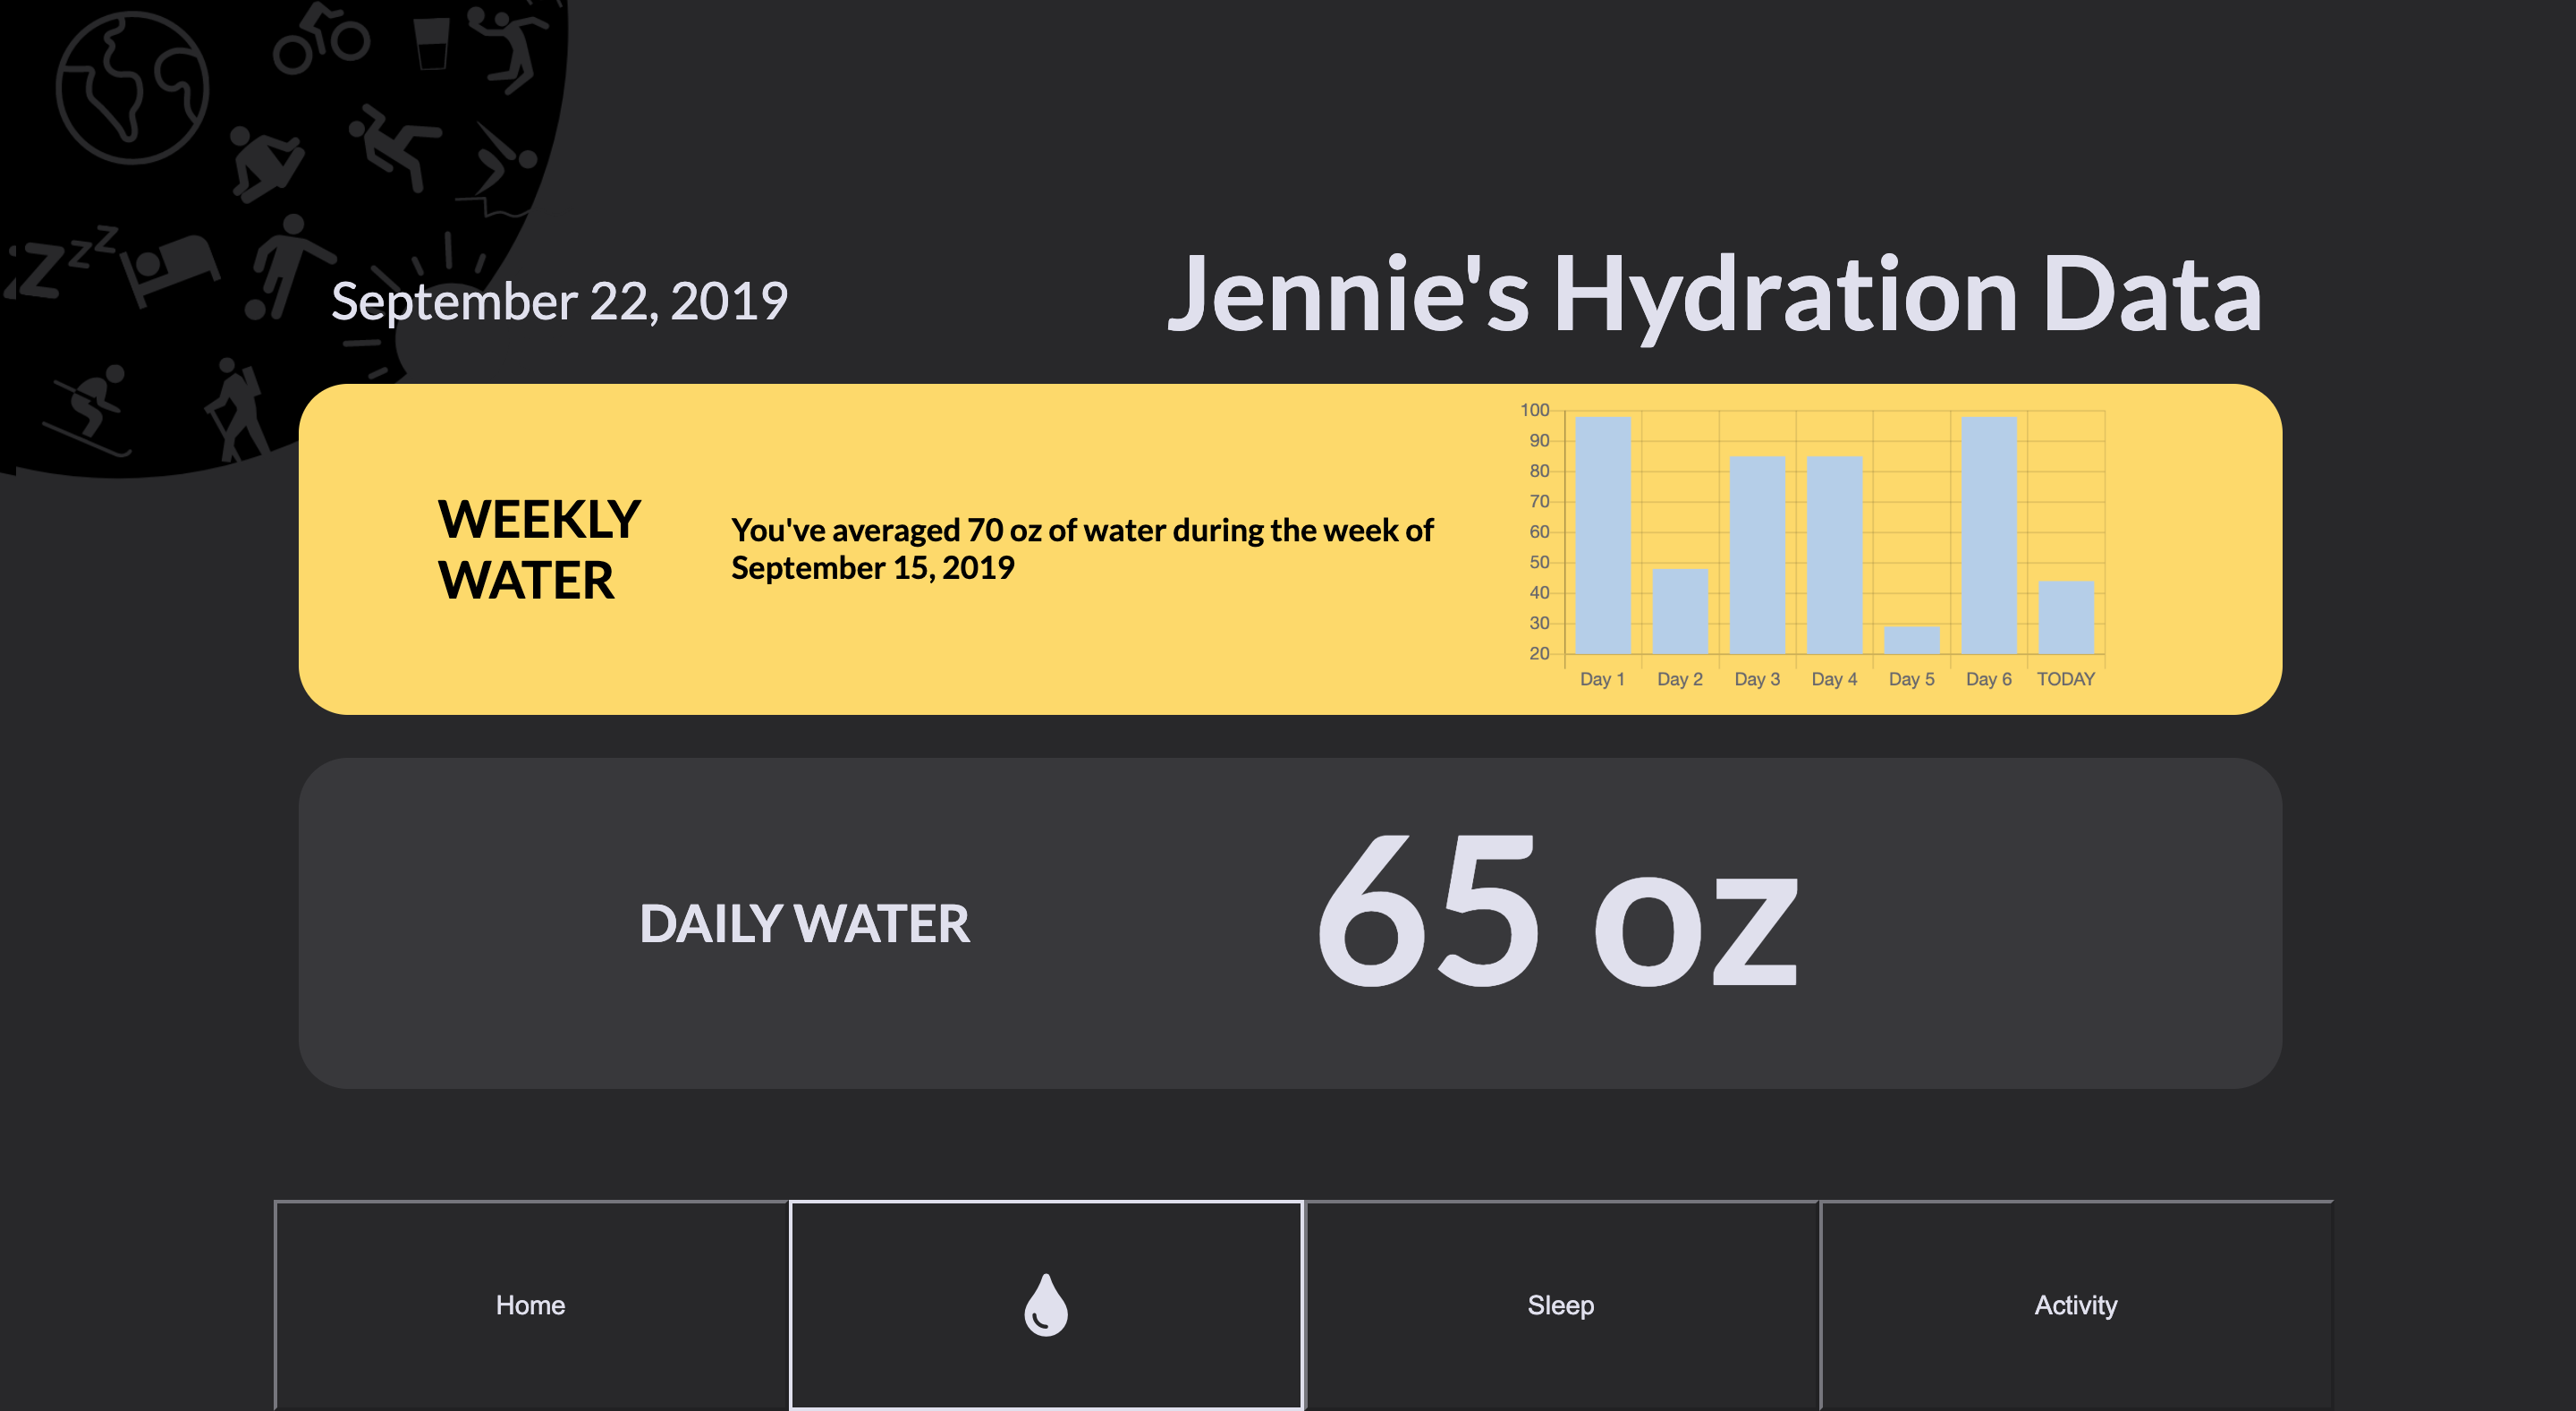 September 22, 2019
Jennie's Hydration Data
WEEKLY
WATER
You've averaged 70 oz of water during the week of
September 15, 2019
100
90
80
70
60
50
40
30
20
Day 1 Day 2 Day 3 Day 4 Day 5 Day 6 TODAY
DAILY WATER
65 oz
Home
Sleep
Activity
zzzz